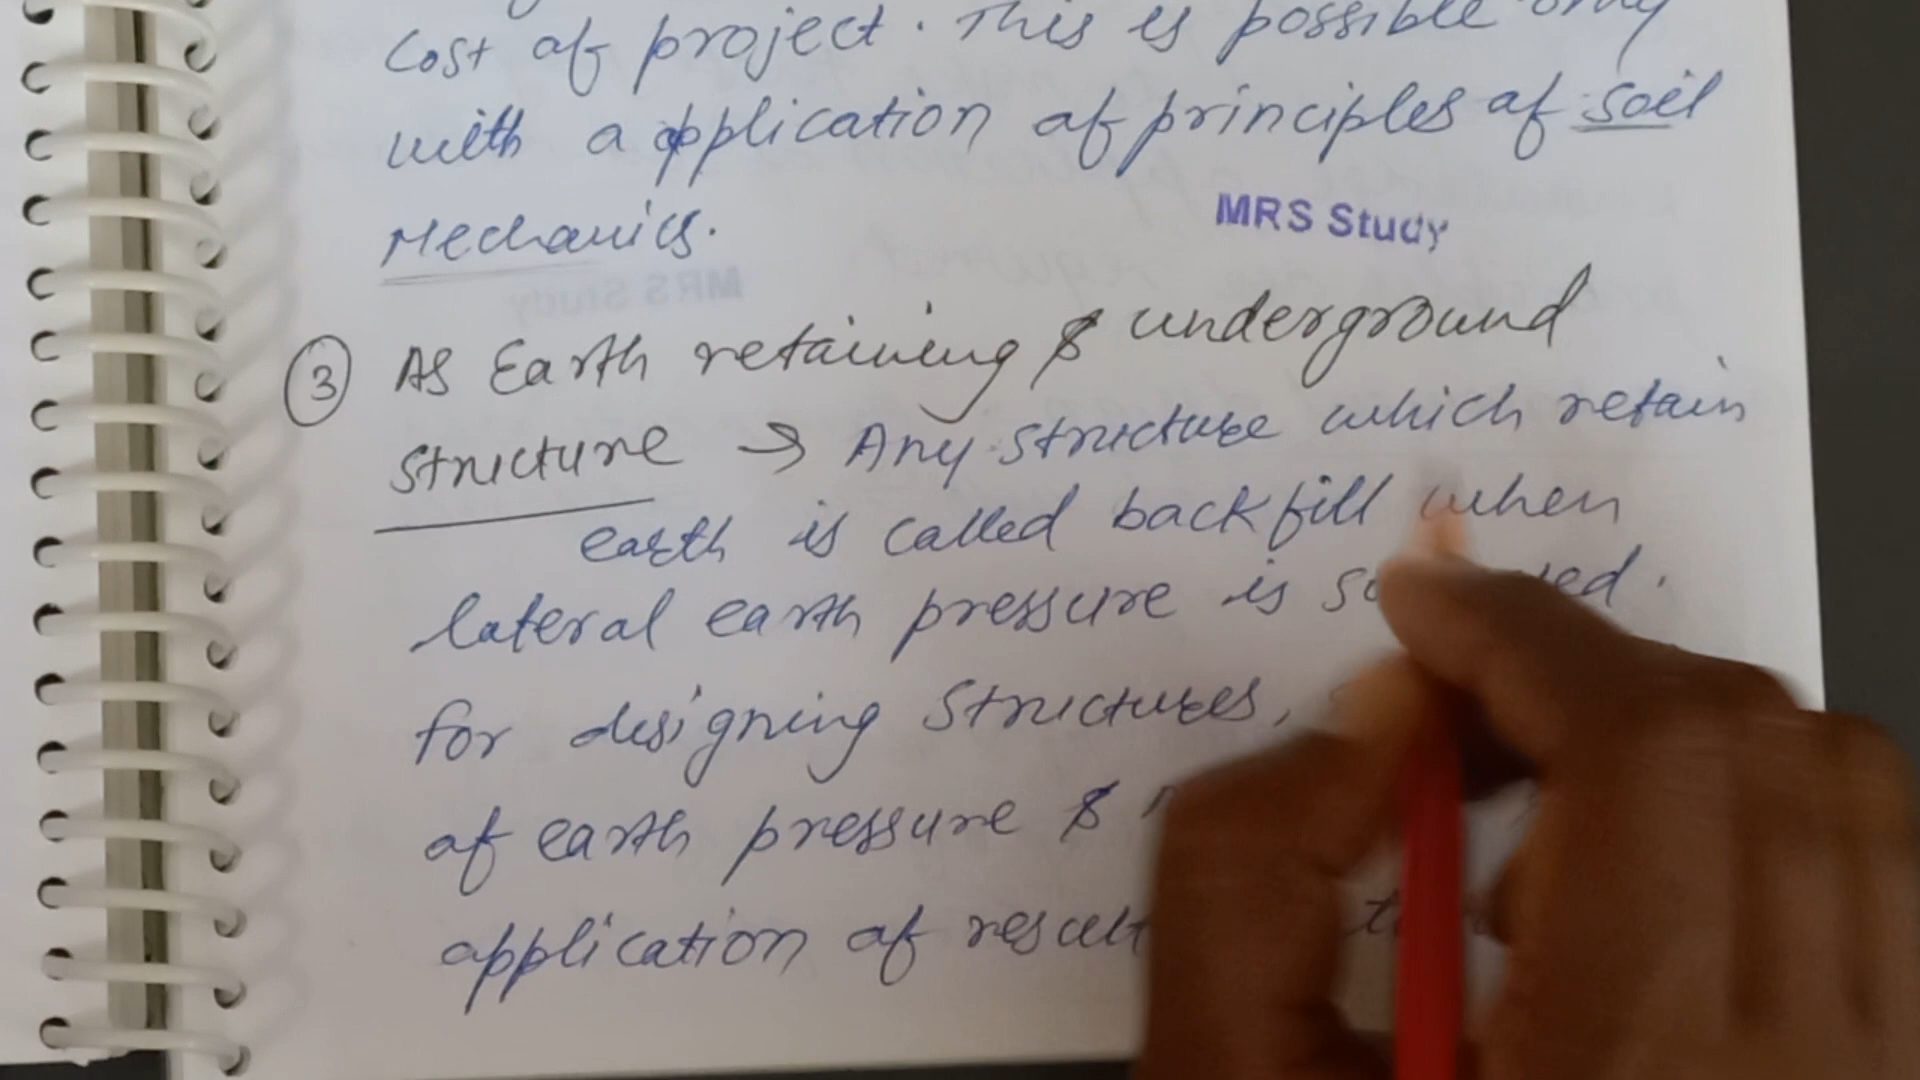 Cost of project. This is possible only
with a application of principles of soil
MRS Study
Mechanics.
③ As Earth retaining & underground
structure → Any structure which retain
earth is called backfill when
lateral earth pressure is
for designing structures,
of earth pressure &
application of